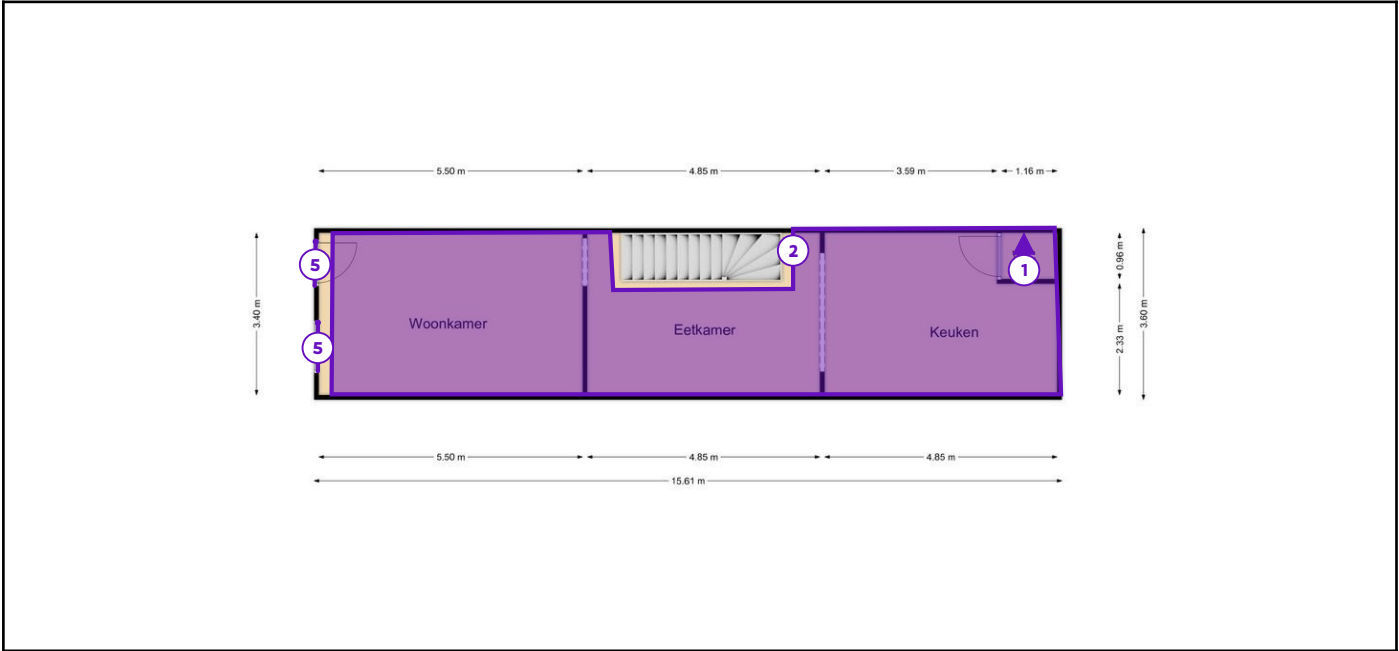 5.50 m 4.85 m 3.59 m 1.16 m
5 2 1
0.96 m
3.40 m 3.60 m
Woonkamer Eetkamer Keuken
2.33 m
5
5.50 m 4.85 m 4.85 m
15.61 m